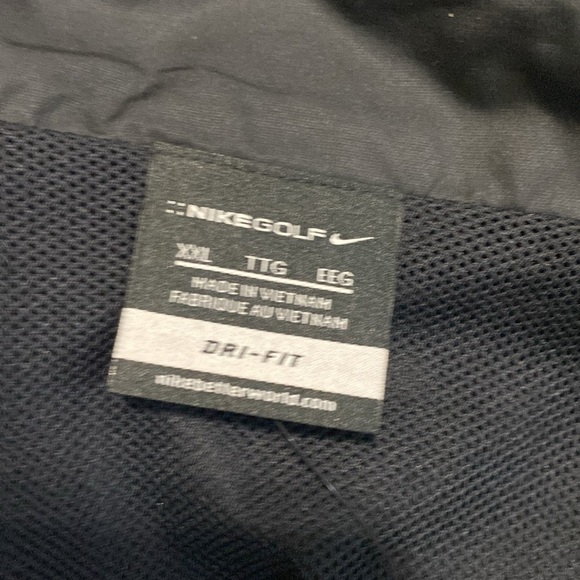 NIKEGOLF
XXL TTG EEG
MADE IN VIETNAM
FABRIQUE AU VIETNAM
DRI-FIT
nikebetterworld.com